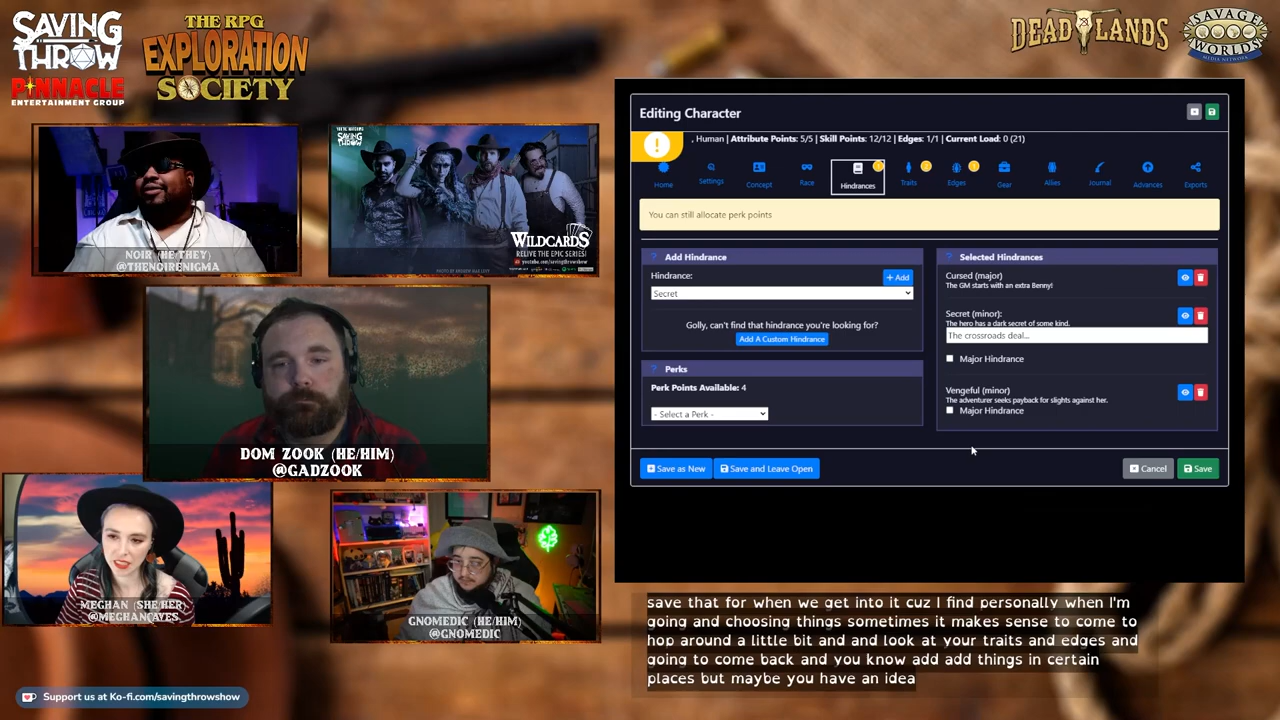 SAVING
THROW
PINNACLE
ENTERTAINMENT GROUP
THE RPG
EXPLORATION
SOCIETY
DEADLANDS
SAVAGE
WORLDS
MEDIA NETWORK
NOIR (HE/THEY)
@THENOIRENIGMA
SAVING
THROW
WILDCARDS
RELIVE THE EPIC SERIES!
DOM ZOOK (HE/HIM)
@GADZOOK
MEGHAN (SHE/HER)
@MEGHANCAVES
GNOMEDIC (HE/HIM)
@GNOMEDIC
Support us at Ko-fi.com/savingthrowshow
Editing Character
, Human | Attribute Points: 5/5 | Skill Points: 12/12 | Edges: 1/1 | Current Load: 0 (21)
Home
Settings
Concept
Race
Hindrances
Traits
Edges
Gear
Allies
Journal
Advances
Exports
You can still allocate perk points
? Add Hindrance
Hindrance:
+ Add
Secret
Golly, can't find that hindrance you're looking for?
Add A Custom Hindrance
? Perks
Perk Points Available: 4
- Select a Perk -
? Selected Hindrances
Cursed (major)
The GM starts with an extra Benny!
Secret (minor):
The hero has a dark secret of some kind.
The crossroads deal...
Major Hindrance
Vengeful (minor)
The adventurer seeks payback for slights against her.
Major Hindrance
Save as New
Save and Leave Open
Cancel
Save
save that for when we get into it cuz I find personally when I'm
going and choosing things sometimes it makes sense to come to
hop around a little bit and and look at your traits and edges and
going to come back and you know add add things in certain
places but maybe you have an idea